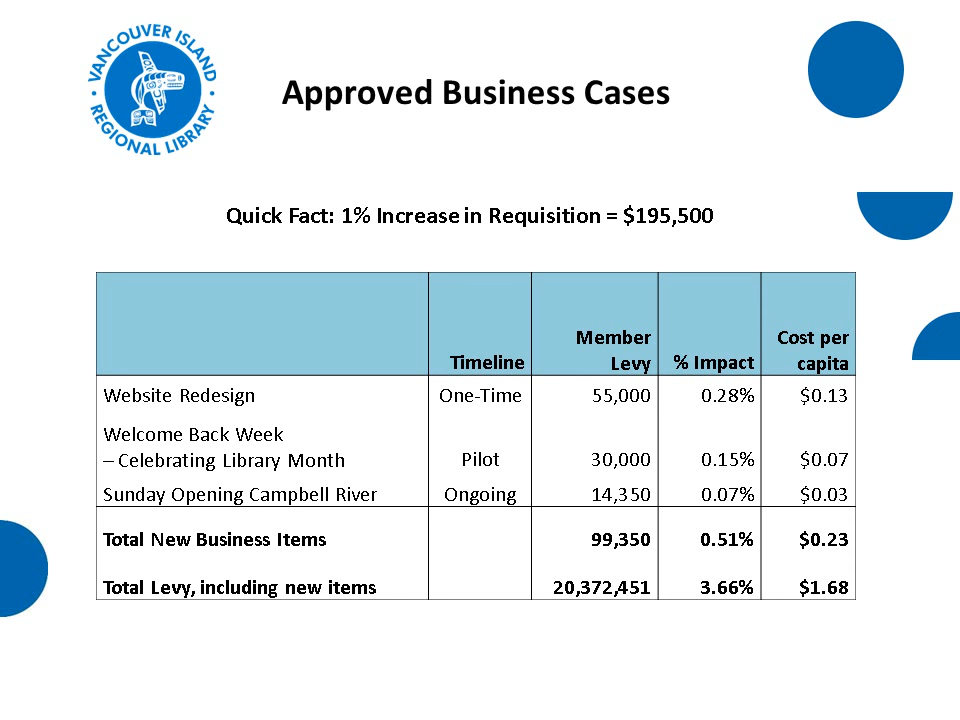 VANCOUVER ISLAND
• REGIONAL LIBRARY •
Approved Business Cases
Quick Fact: 1% Increase in Requisition = $195,500
Timeline Member Levy % Impact Cost per capita
Website Redesign One-Time 55,000 0.28% $0.13
Welcome Back Week
– Celebrating Library Month Pilot 30,000 0.15% $0.07
Sunday Opening Campbell River Ongoing 14,350 0.07% $0.03
Total New Business Items 99,350 0.51% $0.23
Total Levy, including new items 20,372,451 3.66% $1.68